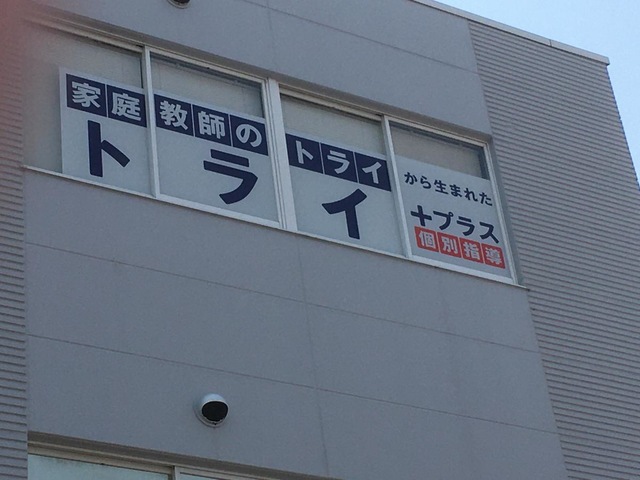 家庭教師のトライから生まれた
トライ+プラス
個別指導